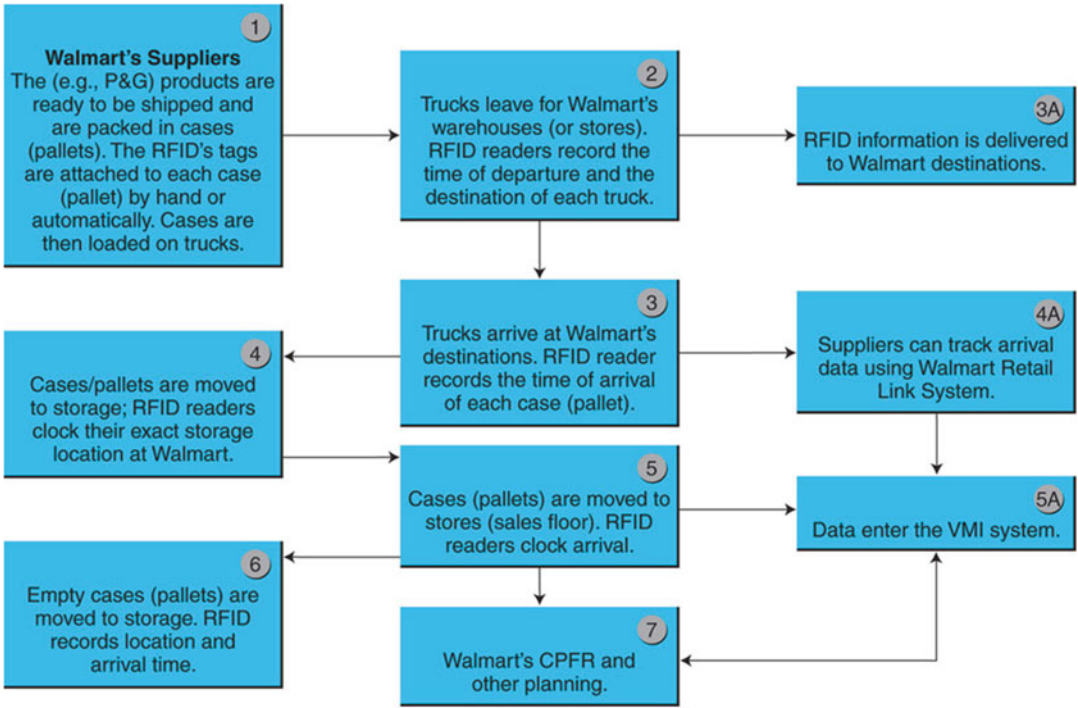 1
Walmart's Suppliers
The (e.g., P&G) products are
ready to be shipped and
are packed in cases
(pallets). The RFID's tags
are attached to each case
(pallet) by hand or
automatically. Cases are
then loaded on trucks.
2
Trucks leave for Walmart's
warehouses (or stores).
RFID readers record the
time of departure and the
destination of each truck.
3A
RFID information is delivered
to Walmart destinations.
3
Trucks arrive at Walmart's
destinations. RFID reader
records the time of arrival
of each case (pallet).
4
Cases/pallets are moved
to storage; RFID readers
clock their exact storage
location at Walmart.
4A
Suppliers can track arrival
data using Walmart Retail
Link System.
5
Cases (pallets) are moved to
stores (sales floor). RFID
readers clock arrival.
5A
Data enter the VMI system.
6
Empty cases (pallets) are
moved to storage. RFID
records location and
arrival time.
7
Walmart's CPFR and
other planning.